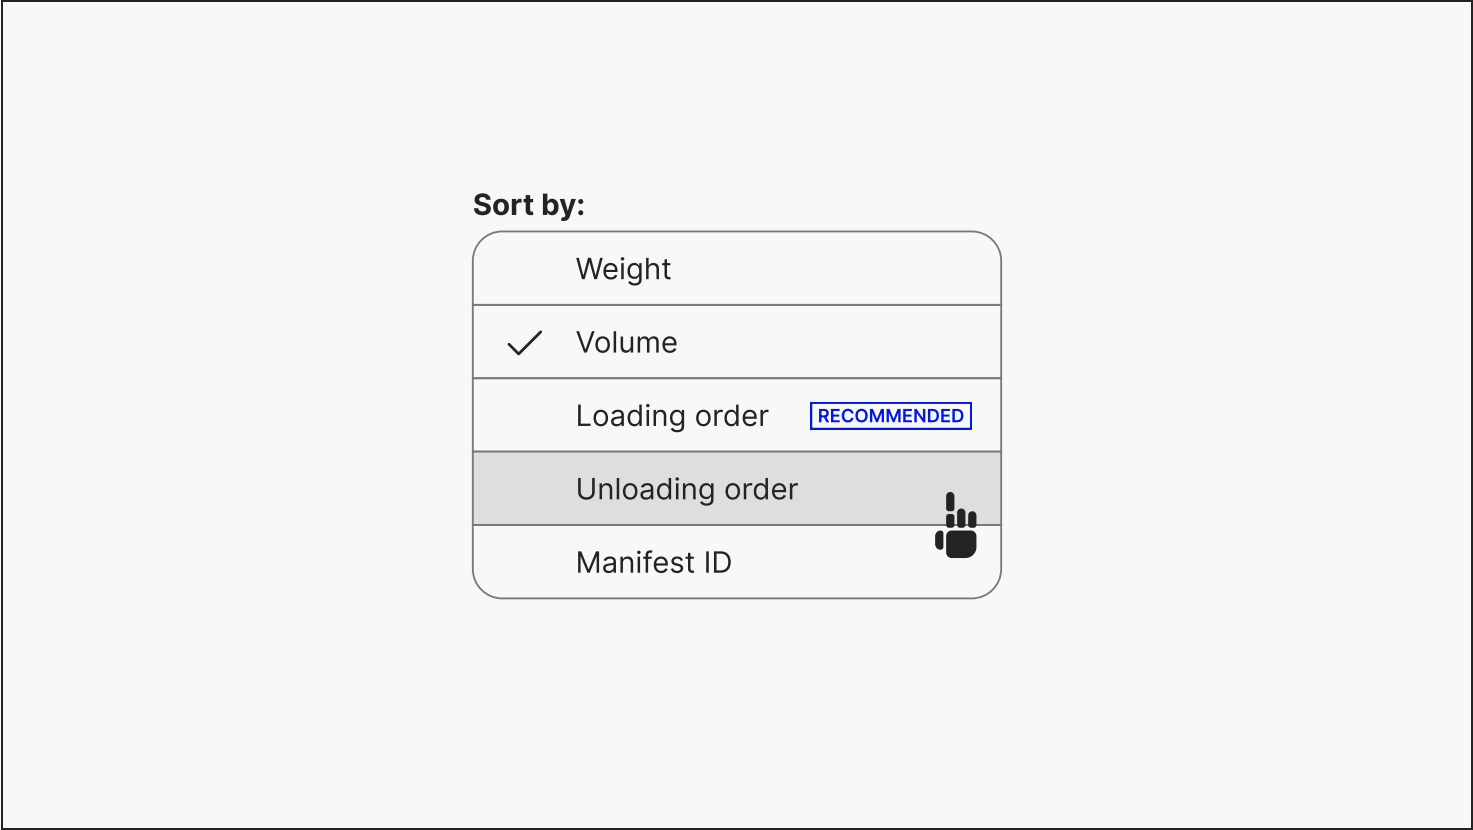 Sort by:
Weight
Volume
Loading order RECOMMENDED
Unloading order
Manifest ID